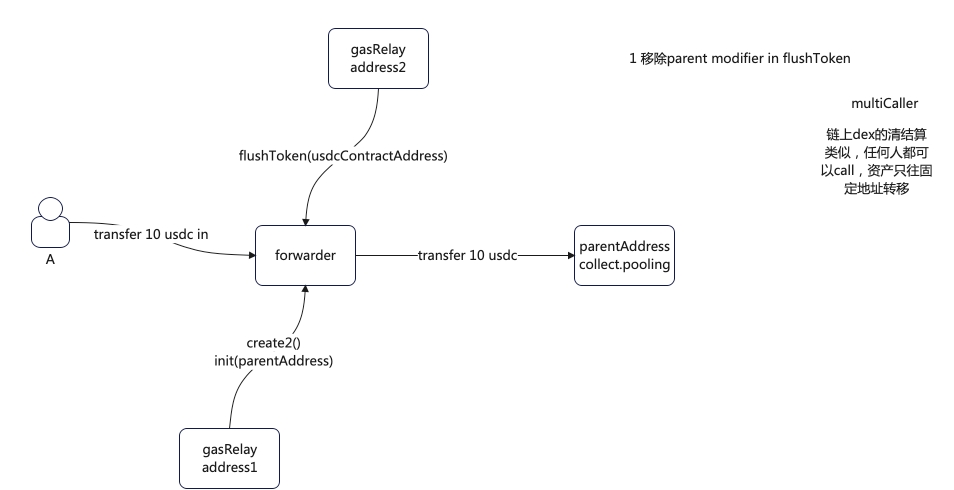 gasRelay
address2
1 移除parent modifier in flushToken
multiCaller
链上dex的清结算
类似，任何人都可
以call，资产只往固
定地址转移
flushToken(usdcContractAddress)
transfer 10 usdc in
A
forwarder
transfer 10 usdc
parentAddress
collect.pooling
create2()
init(parentAddress)
gasRelay
address1